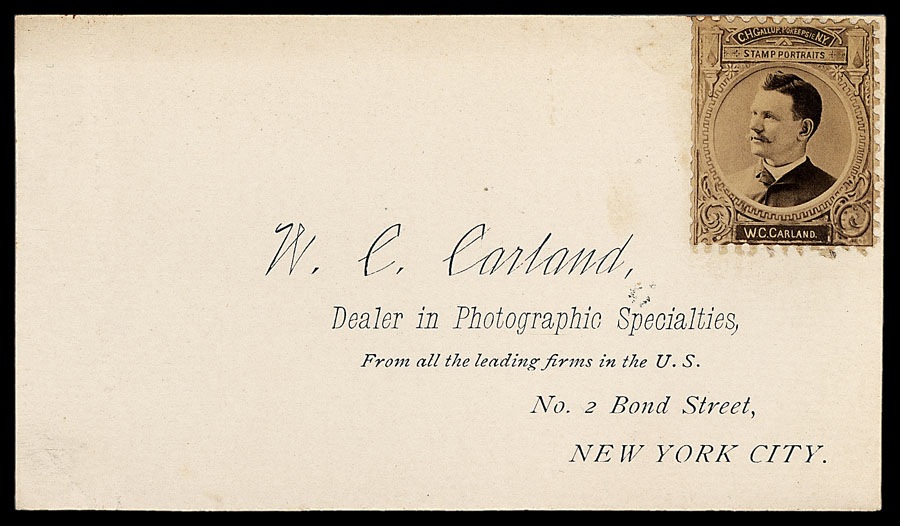 C.H.GALLUP, POKEEPSIE N.Y.
STAMP PORTRAITS
W.C.CARLAND.
W. C. Carland,
Dealer in Photographic Specialties,
From all the leading firms in the U. S.
No. 2 Bond Street,
NEW YORK CITY.